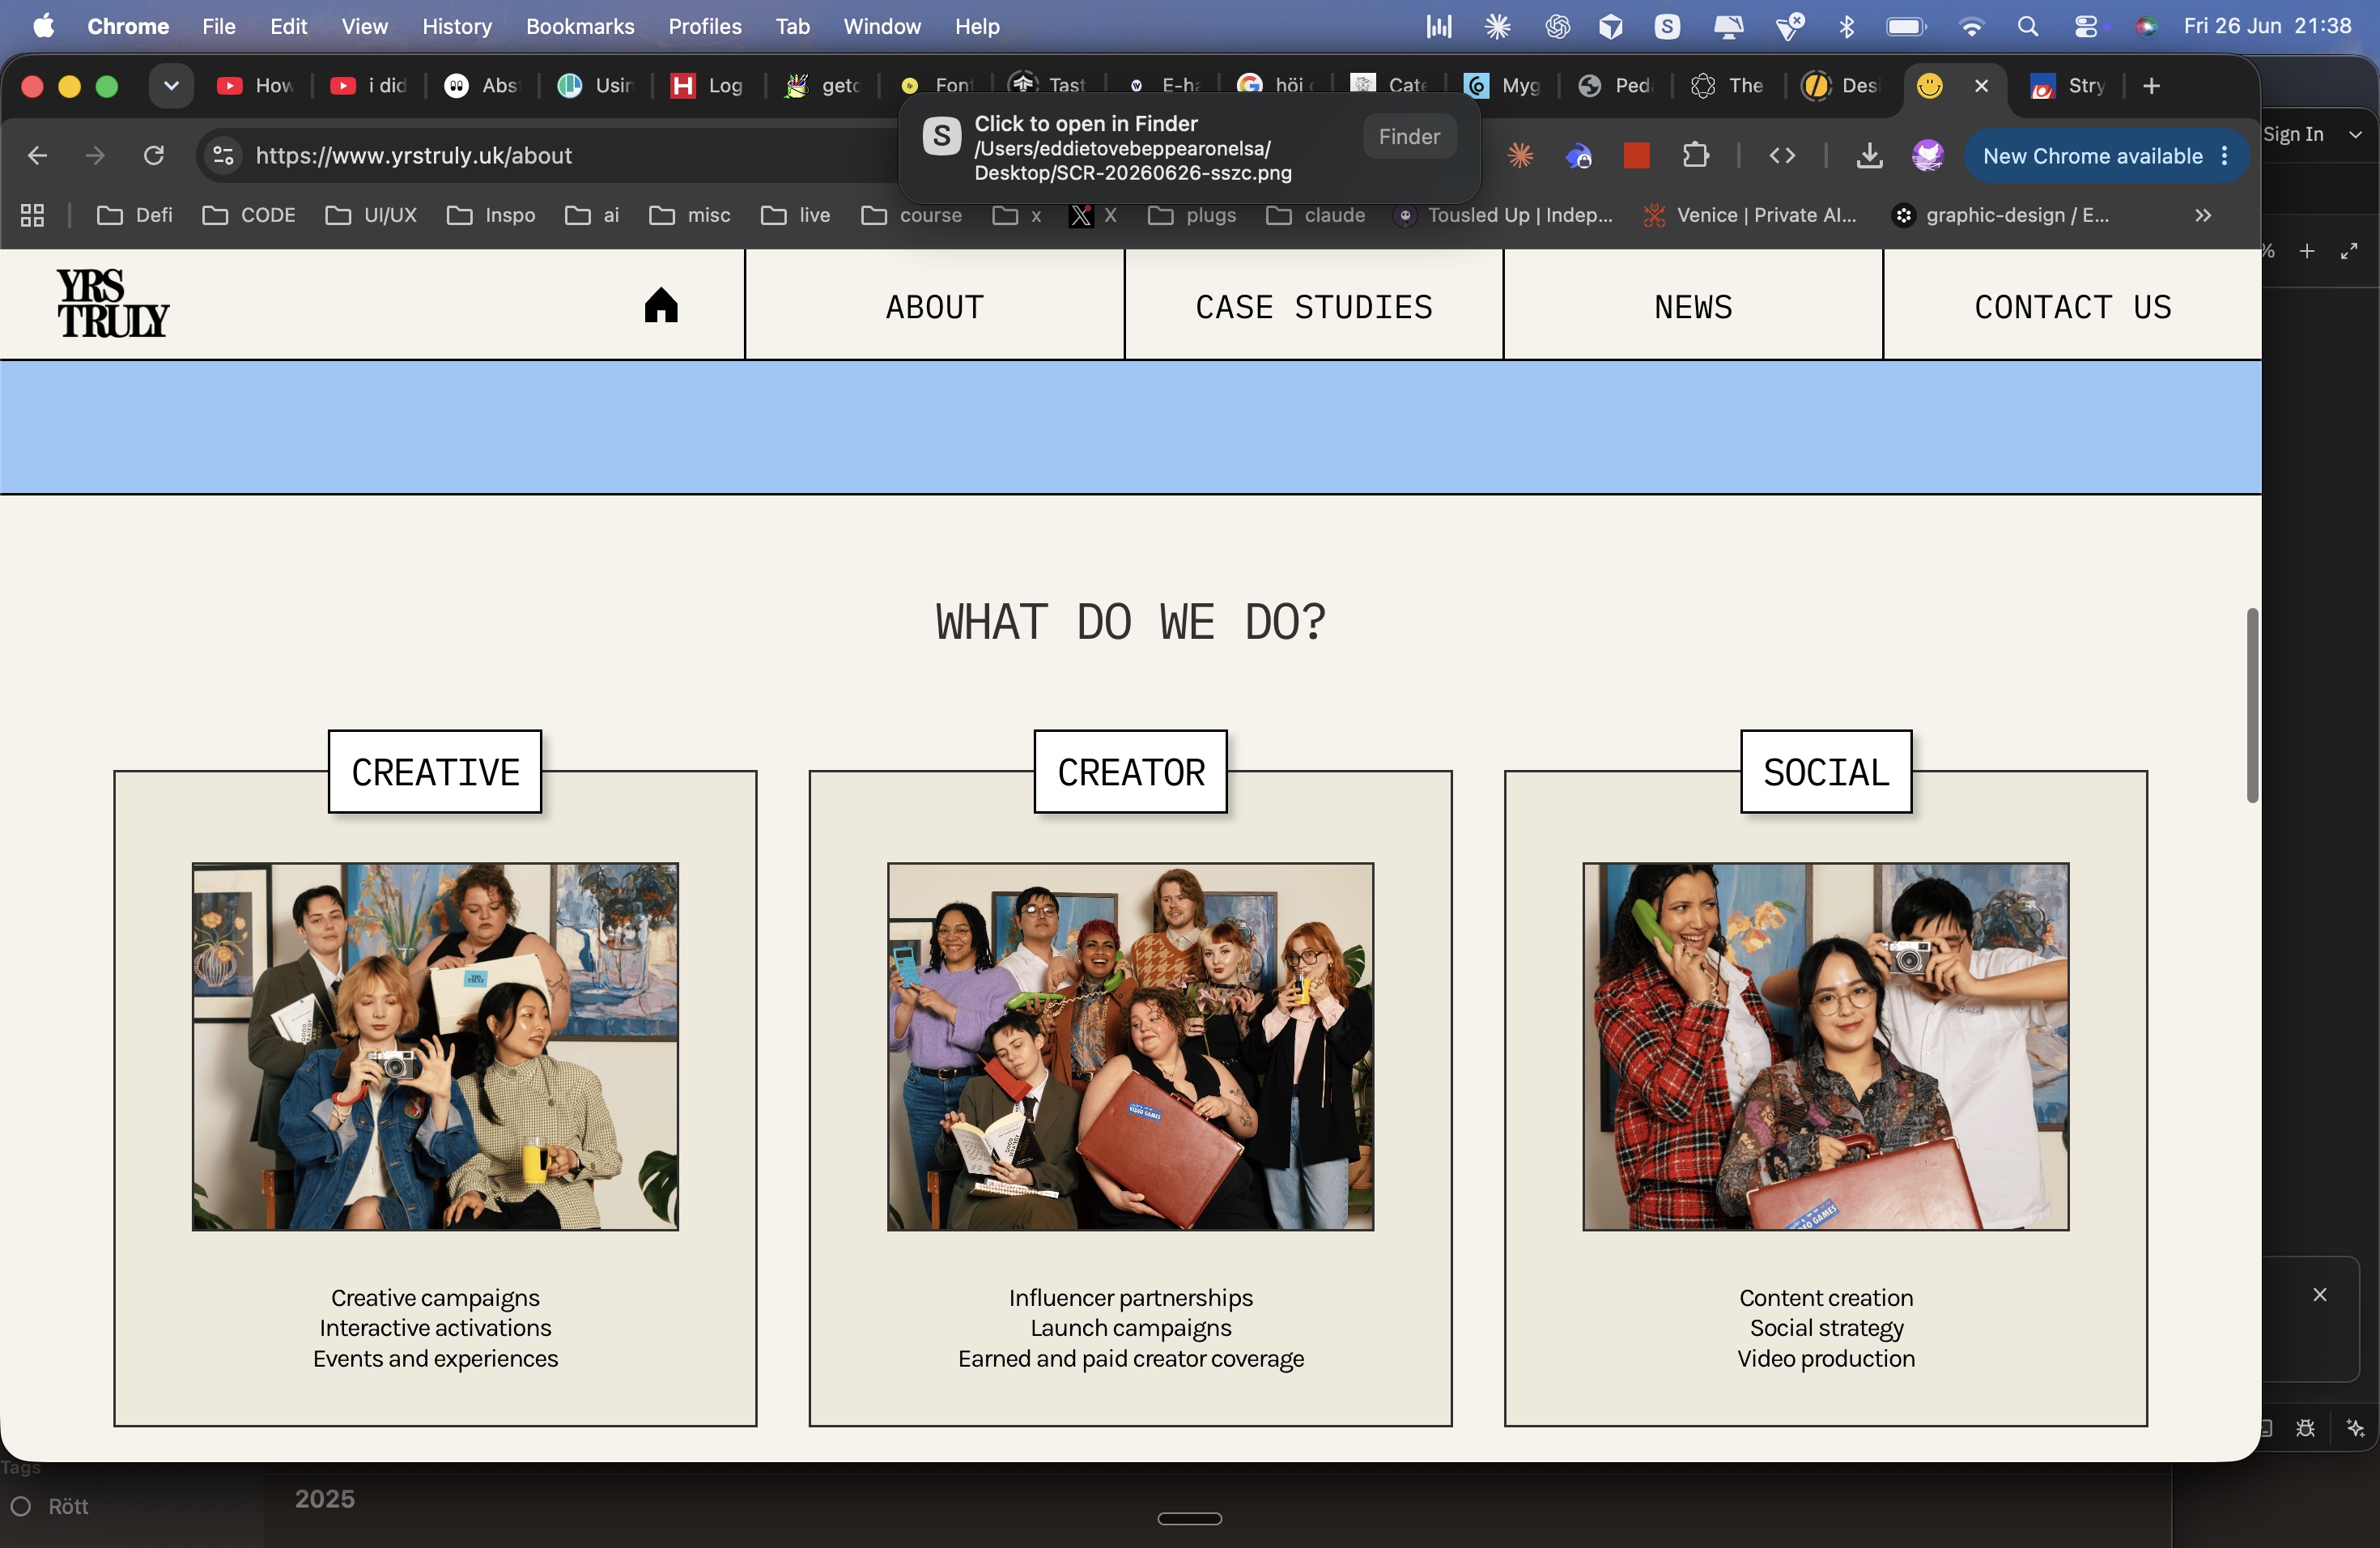 Chrome File Edit View History Bookmarks Profiles Tab Window Help Fri 26 Jun 21:38
How i did Abs Usin Log getc Font Tast E-ha höi Cate Myg Ped The Des Stry
Click to open in Finder
/Users/eddietovebeppearonelsa/
Desktop/SCR-20260626-sszc.png
Finder
https://www.yrstruly.uk/about
New Chrome available
Sign In
Defi CODE UI/UX Inspo ai misc live course x X plugs claude Tousled Up | Indep... Venice | Private AI... graphic-design / E...
%
YRS
TRULY
ABOUT CASE STUDIES NEWS CONTACT US
WHAT DO WE DO?
CREATIVE
Creative campaigns
Interactive activations
Events and experiences
CREATOR
Influencer partnerships
Launch campaigns
Earned and paid creator coverage
SOCIAL
VIDEO GAMES
Content creation
Social strategy
Video production
Tags
Rött
2025